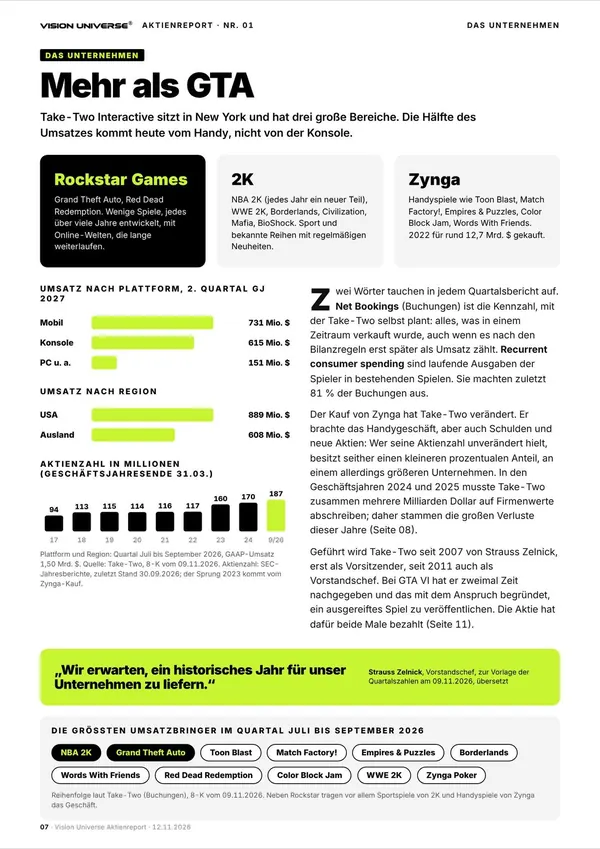 VISION UNIVERSE® AKTIENREPORT · NR. 01
DAS UNTERNEHMEN
DAS UNTERNEHMEN
Mehr als GTA
Take-Two Interactive sitzt in New York und hat drei große Bereiche. Die Hälfte des
Umsatzes kommt heute vom Handy, nicht von der Konsole.
Rockstar Games
Grand Theft Auto, Red Dead
Redemption. Wenige Spiele, jedes
über viele Jahre entwickelt, mit
Online-Welten, die lange
weiterlaufen.
2K
NBA 2K (jedes Jahr ein neuer Teil),
WWE 2K, Borderlands, Civilization,
Mafia, BioShock. Sport und
bekannte Reihen mit regelmäßigen
Neuheiten.
Zynga
Handyspiele wie Toon Blast, Match
Factory!, Empires & Puzzles, Color
Block Jam, Words With Friends.
2022 für rund 12,7 Mrd. $ gekauft.
UMSATZ NACH PLATTFORM, 2. QUARTAL GJ
2027
Mobil 731 Mio. $
Konsole 615 Mio. $
PC u. a. 151 Mio. $
UMSATZ NACH REGION
USA 889 Mio. $
Ausland 608 Mio. $
AKTIENZAHL IN MILLIONEN
(GESCHÄFTSJAHRESENDE 31.03.)
94 113 115 114 116 117 160 170 187
17 18 19 20 21 22 23 24 9/26
Plattform und Region: Quartal Juli bis September 2026, GAAP-Umsatz
1,50 Mrd. $. Quelle: Take-Two, 8-K vom 09.11.2026. Aktienzahl: SEC-
Jahresberichte, zuletzt Stand 30.09.2026; der Sprung 2023 kommt vom
Zynga-Kauf.
Zwei Wörter tauchen in jedem Quartalsbericht auf.
Net Bookings (Buchungen) ist die Kennzahl, mit
der Take-Two selbst plant: alles, was in einem
Zeitraum verkauft wurde, auch wenn es nach den
Bilanzregeln erst später als Umsatz zählt. Recurrent
consumer spending sind laufende Ausgaben der
Spieler in bestehenden Spielen. Sie machten zuletzt
81 % der Buchungen aus.
Der Kauf von Zynga hat Take-Two verändert. Er
brachte das Handygeschäft, aber auch Schulden und
neue Aktien: Wer seine Aktienzahl unverändert hielt,
besitzt seither einen kleineren prozentualen Anteil, an
einem allerdings größeren Unternehmen. In den
Geschäftsjahren 2024 und 2025 musste Take-Two
zusammen mehrere Milliarden Dollar auf Firmenwerte
abschreiben; daher stammen die großen Verluste
dieser Jahre (Seite 08).
Geführt wird Take-Two seit 2007 von Strauss Zelnick,
erst als Vorsitzender, seit 2011 auch als
Vorstandschef. Bei GTA VI hat er zweimal Zeit
nachgegeben und das mit dem Anspruch begründet,
ein ausgereiftes Spiel zu veröffentlichen. Die Aktie hat
dafür beide Male bezahlt (Seite 11).
„Wir erwarten, ein historisches Jahr für unser
Unternehmen zu liefern.“
Strauss Zelnick, Vorstandschef, zur Vorlage der
Quartalszahlen am 09.11.2026, übersetzt
DIE GRÖSSTEN UMSATZBRINGER IM QUARTAL JULI BIS SEPTEMBER 2026
NBA 2K Grand Theft Auto Toon Blast Match Factory! Empires & Puzzles Borderlands
Words With Friends Red Dead Redemption Color Block Jam WWE 2K Zynga Poker
Reihenfolge laut Take-Two (Buchungen), 8-K vom 09.11.2026. Neben Rockstar tragen vor allem Sportspiele von 2K und Handyspiele von Zynga
das Geschäft.
07 · Vision Universe Aktienreport · 12.11.2026